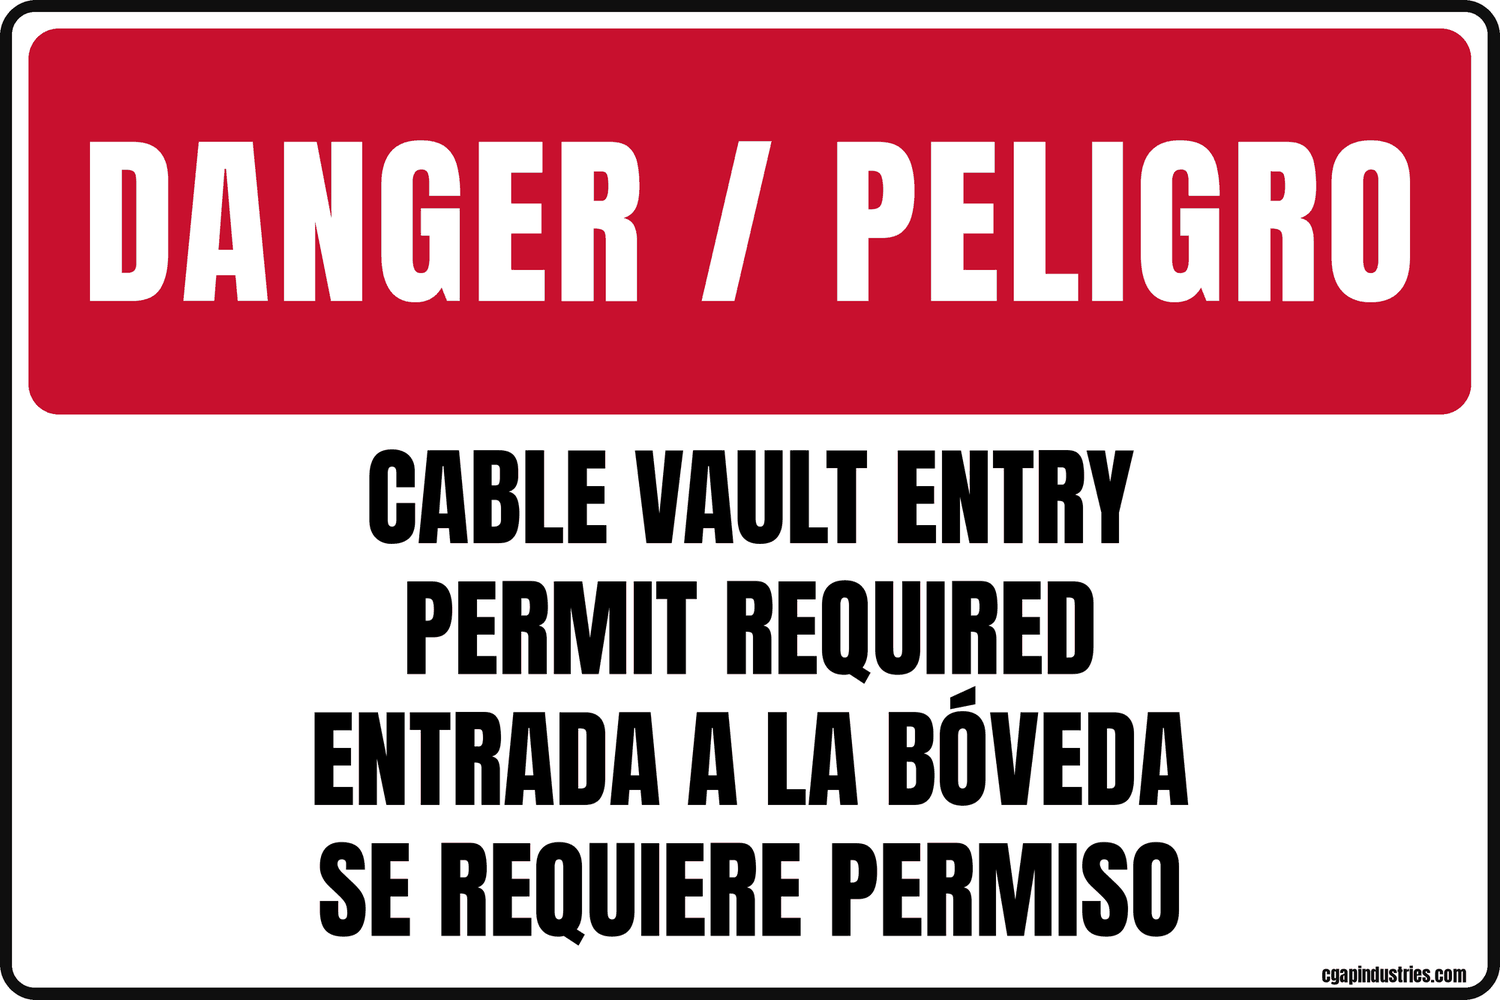 DANGER / PELIGRO
CABLE VAULT ENTRY
PERMIT REQUIRED
ENTRADA A LA BÓVEDA
SE REQUIERE PERMISO
cgapindustries.com